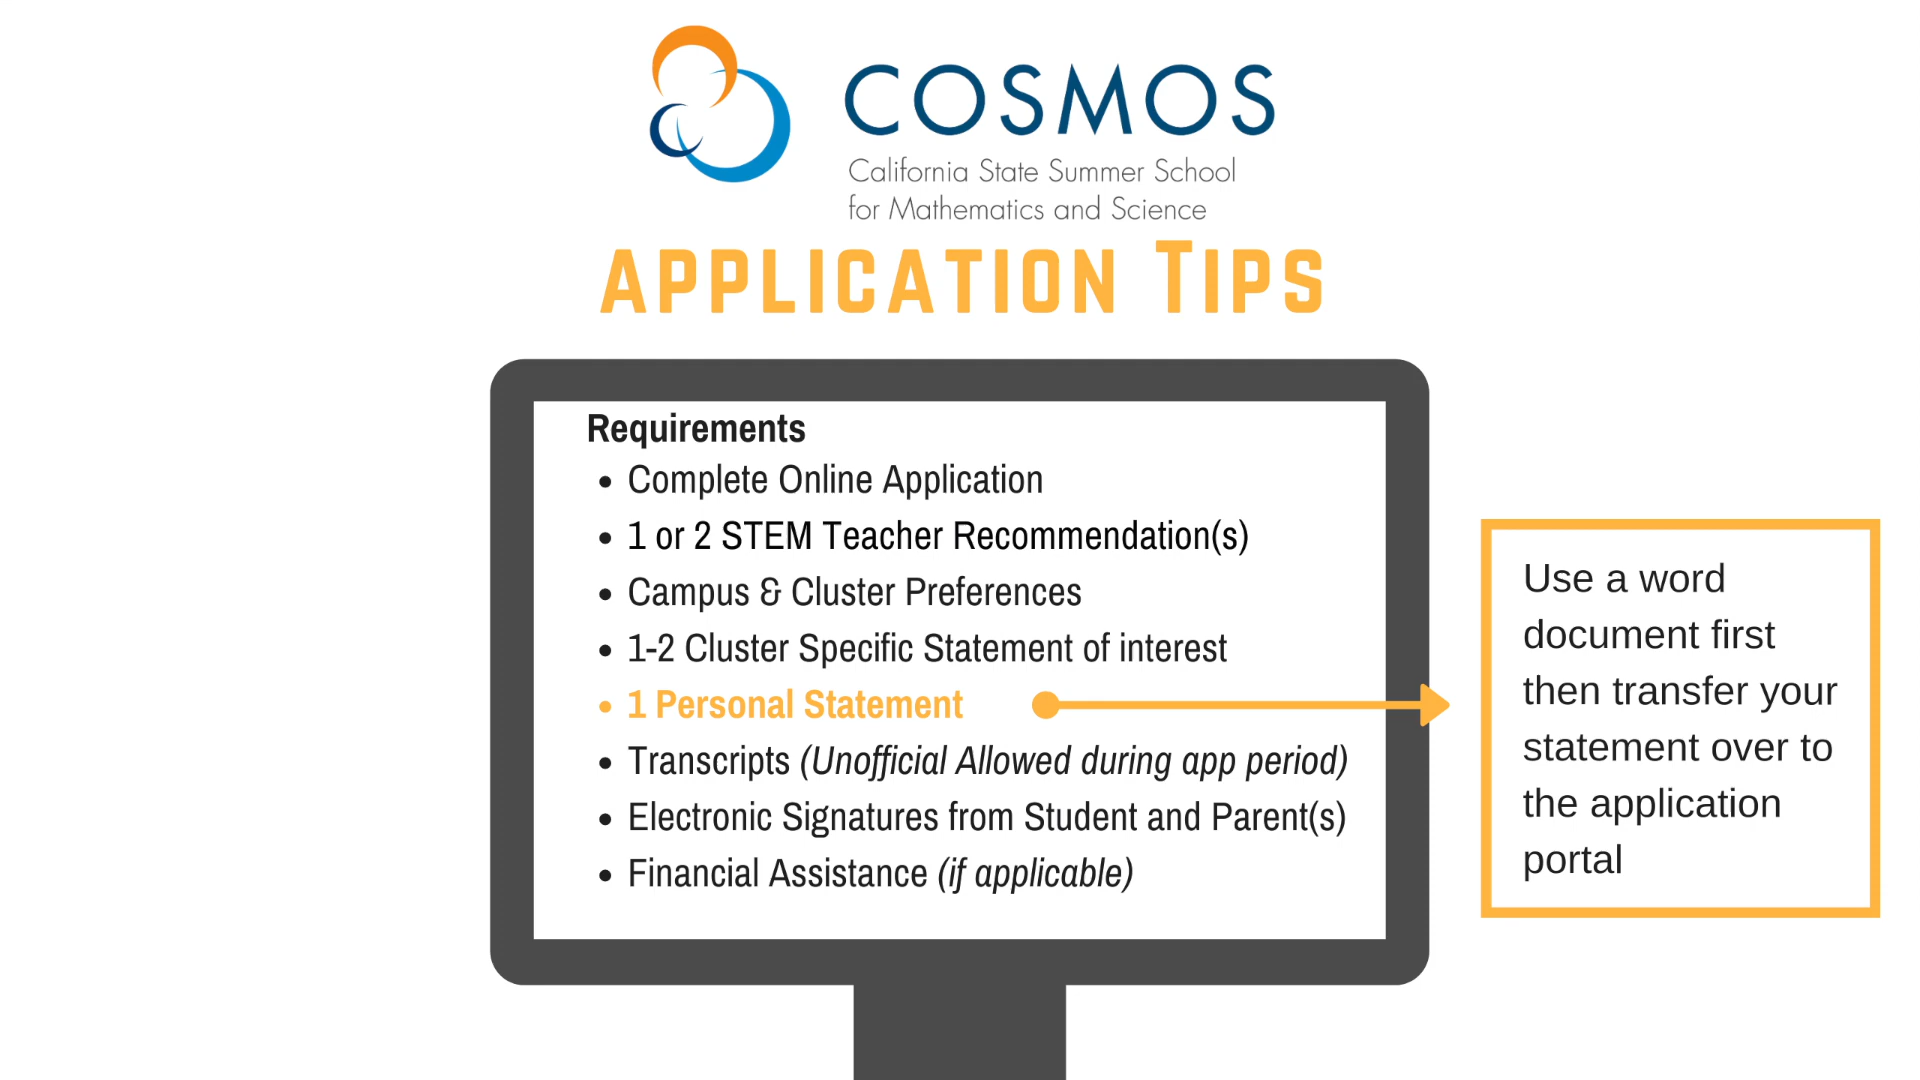 COSMOS
California State Summer School
for Mathematics and Science
APPLICATION TIPS
Requirements
• Complete Online Application
• 1 or 2 STEM Teacher Recommendation(s)
• Campus & Cluster Preferences
• 1-2 Cluster Specific Statement of interest
• 1 Personal Statement
• Transcripts (Unofficial Allowed during app period)
• Electronic Signatures from Student and Parent(s)
• Financial Assistance (if applicable)
Use a word
document first
then transfer your
statement over to
the application
portal